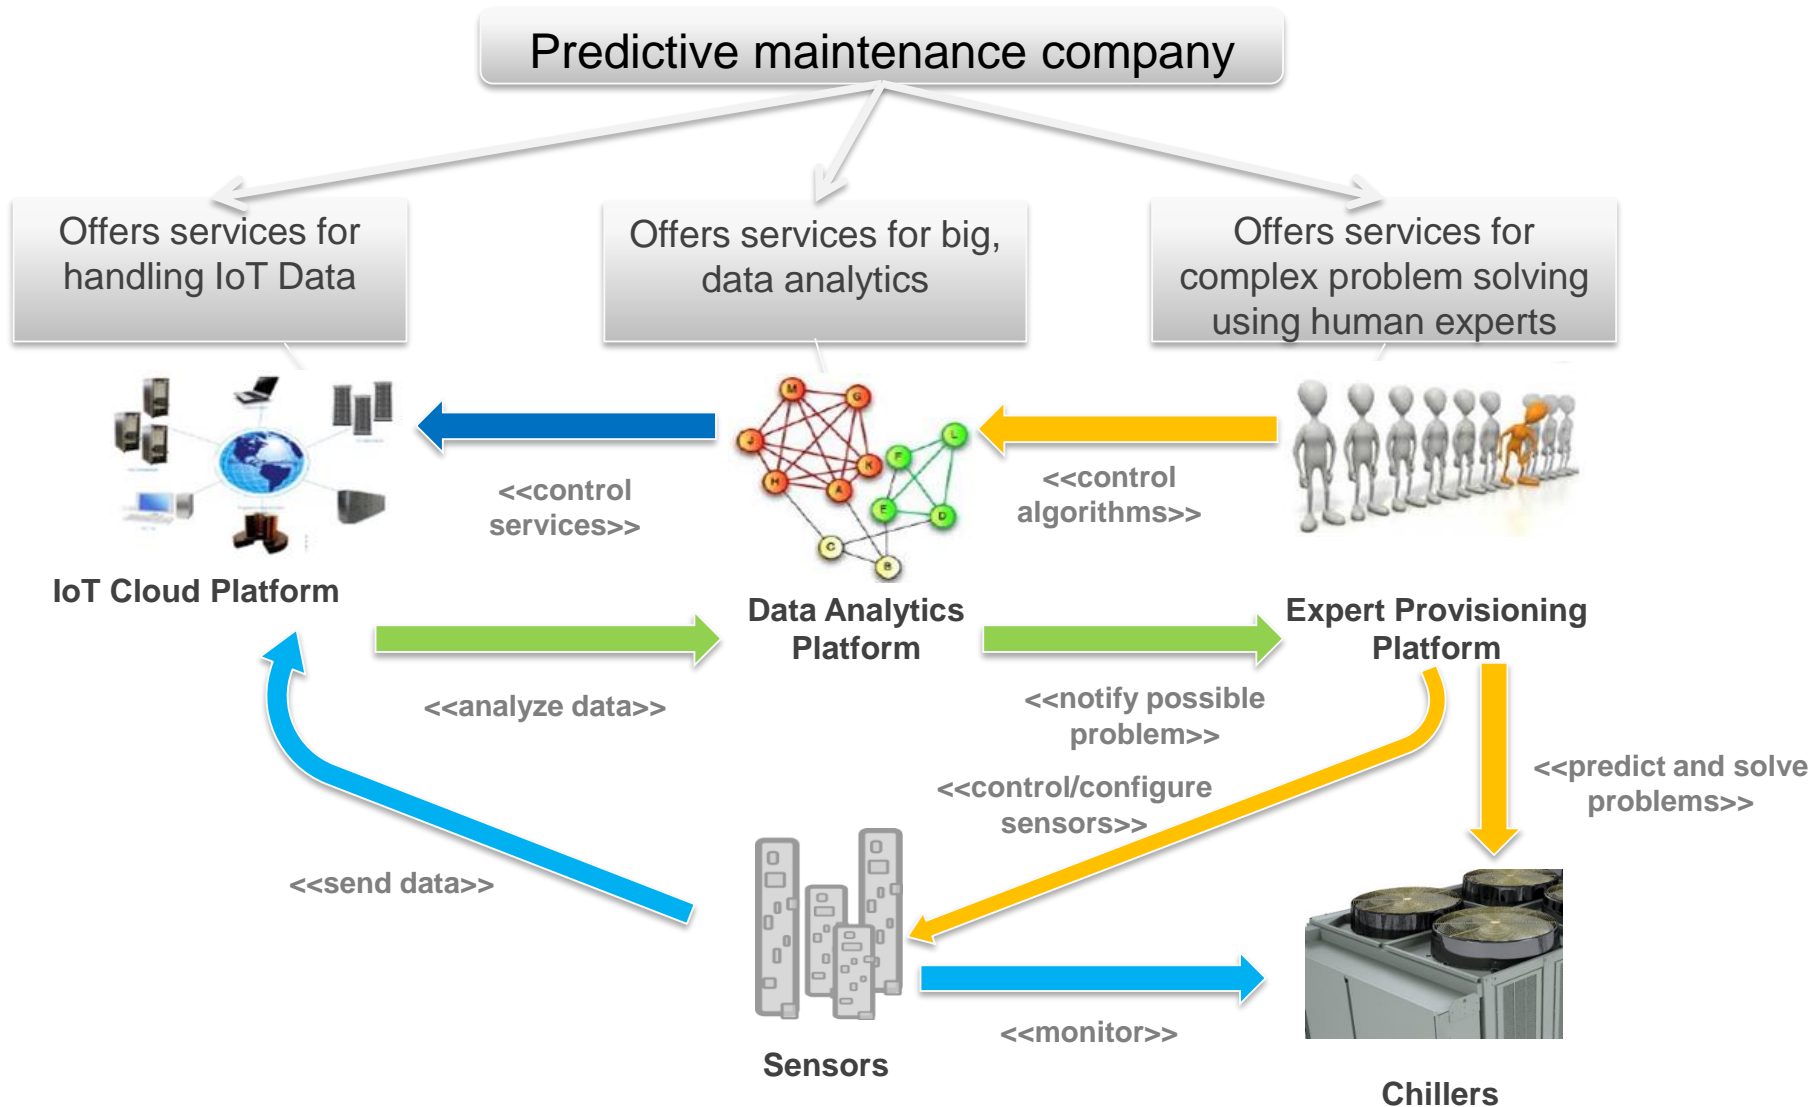 Predictive maintenance company
Offers services for
handling IoT Data
Offers services for big,
data analytics
Offers services for
complex problem solving
using human experts
<<control
services>>
M
G
J
K
H
A
L
F
E
D
C
B
<<control
algorithms>>
IoT Cloud Platform
Data Analytics
Platform
Expert Provisioning
Platform
<<analyze data>>
<<notify possible
problem>>
<<control/configure
sensors>>
<<predict and solve
problems>>
<<send data>>
<<monitor>>
Sensors
Chillers